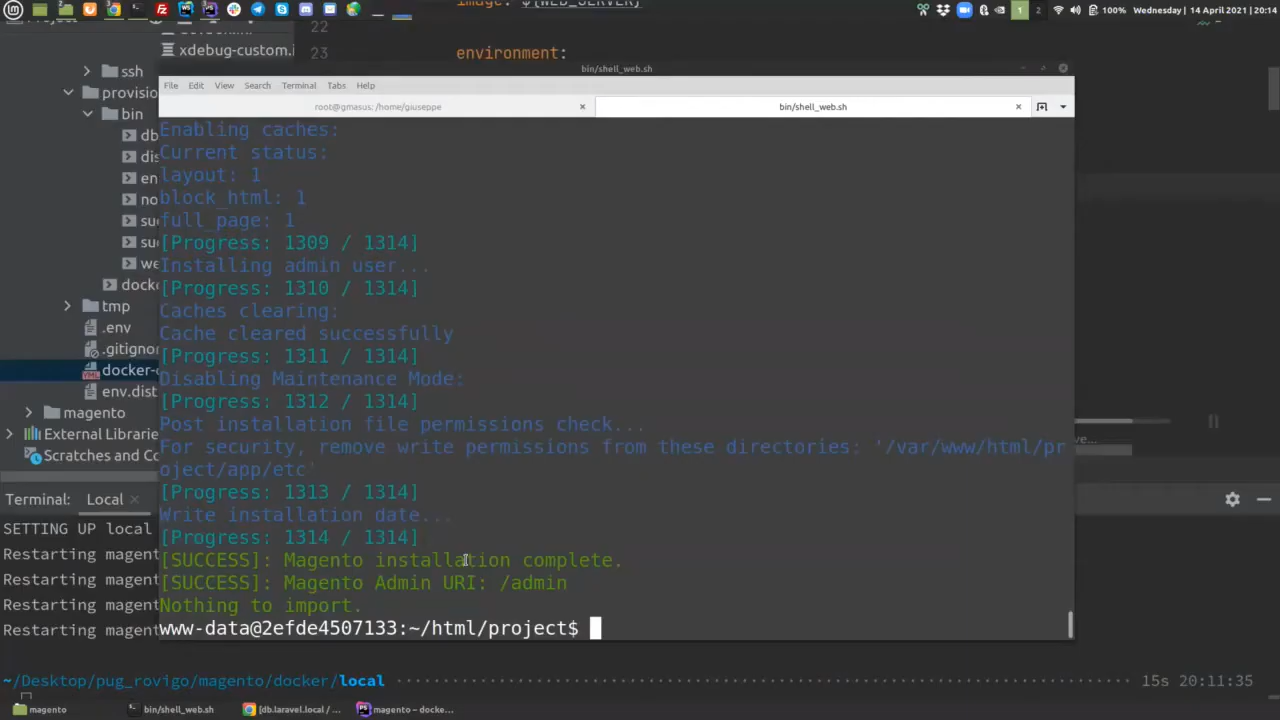 100%
Wednesday | 14 April 2021 | 20:14
image: ${WEB_SERVER}
22
xdebug-custom.i
23 environment:
bin/shell_web.sh
ssh
File Edit View Search Terminal Tabs Help
provision
root@gmasus: /home/giuseppe
bin/shell_web.sh
bin
Enabling caches:
db
Current status:
dis
layout: 1
en
block_html: 1
no
full_page: 1
su
[Progress: 1309 / 1314]
su
Installing admin user...
we
[Progress: 1310 / 1314]
docke
Caches clearing:
tmp
Cache cleared successfully
.env
[Progress: 1311 / 1314]
.gitignor
Disabling Maintenance Mode:
docker-
env.dist
[Progress: 1312 / 1314]
magento
Post installation file permissions check...
External Librarie
For security, remove write permissions from these directories: '/var/www/html/pr
Scratches and Co
oject/app/etc'
[Progress: 1313 / 1314]
Terminal: Local
Write installation date...
SETTING UP local
[Progress: 1314 / 1314]
Restarting magent
[SUCCESS]: Magento installation complete.
Restarting magent
[SUCCESS]: Magento Admin URI: /admin
Restarting magent
Nothing to import.
Restarting magent
www-data@2efde4507133:~/html/project$
~/Desktop/pug_rovigo/magento/docker/local 15s 20:11:35
magento
bin/shell_web.sh
[db.laravel.local / ...
magento – docke...